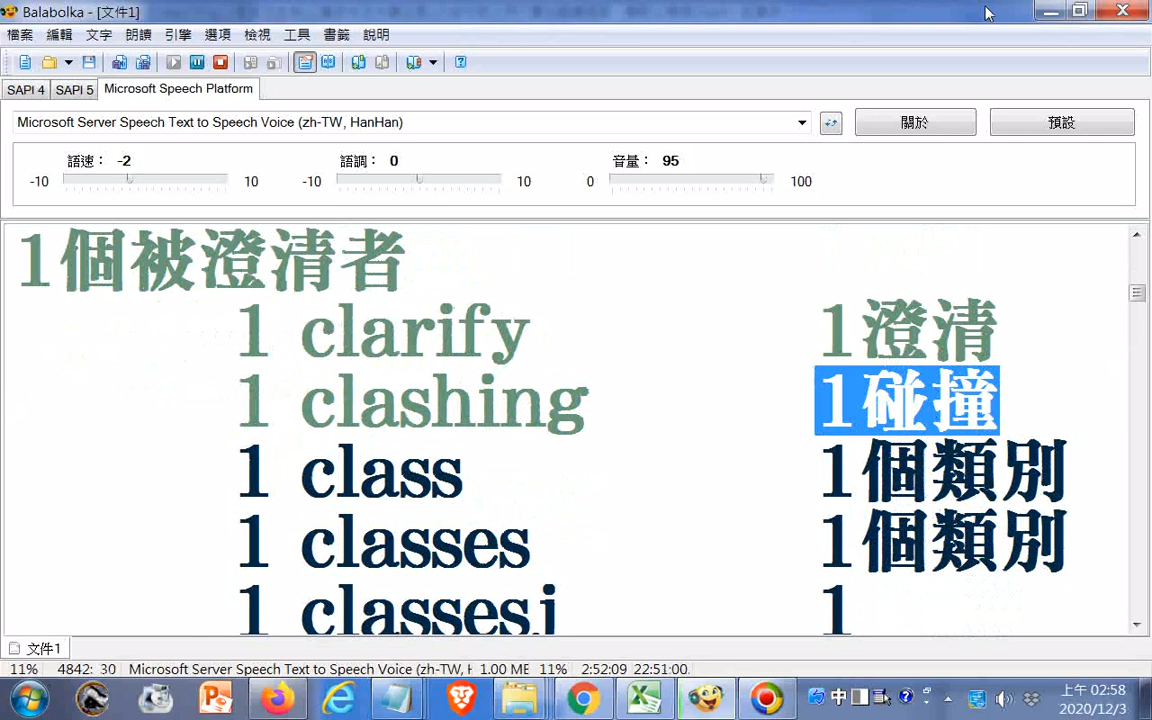 Balabolka - [文件1]
檔案 編輯 文字 朗讀 引擎 選項 檢視 工具 書籤 說明
SAPI 4 SAPI 5 Microsoft Speech Platform
Microsoft Server Speech Text to Speech Voice (zh-TW, HanHan) 關於 預設
語速： -2 語調： 0 音量： 95
-10 10 -10 10 0 100
1個被澄清者
1 clarify 1澄清
1 clashing 1碰撞
1 class 1個類別
1 classes 1個類別
1 classesj 1
文件1
11% 4842: 30 Microsoft Server Speech Text to Speech Voice (zh-TW, 1.00 ME 11% 2:52:09 22:51:00
中 上午 02:58
2020/12/3